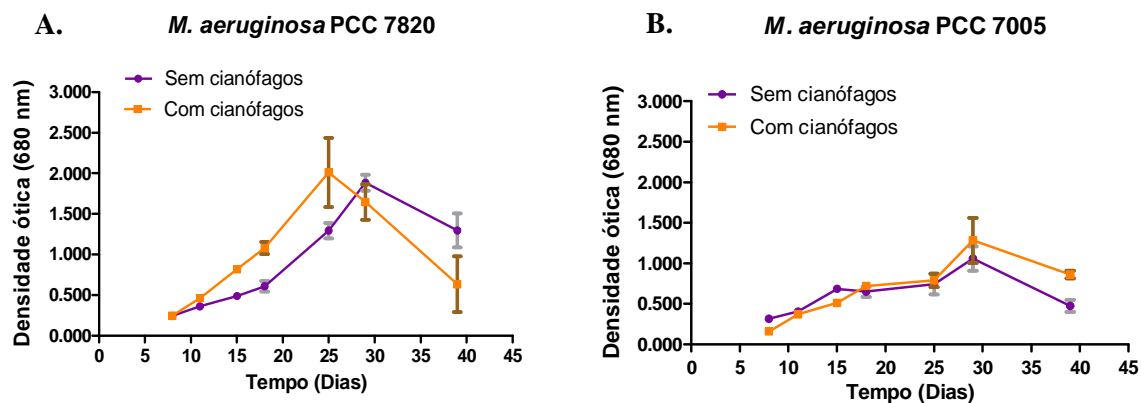 A.
M. aeruginosa PCC 7820
Sem cianófagos
Com cianófagos
Densidade ótica (680 nm)
3.000
2.500
2.000
1.500
1.000
0.500
0.000
0 5 10 15 20 25 30 35 40 45
Tempo (Dias)
B.
M. aeruginosa PCC 7005
Sem cianófagos
Com cianófagos
Densidade ótica (680 nm)
3.000
2.500
2.000
1.500
1.000
0.500
0.000
0 5 10 15 20 25 30 35 40 45
Tempo (Dias)